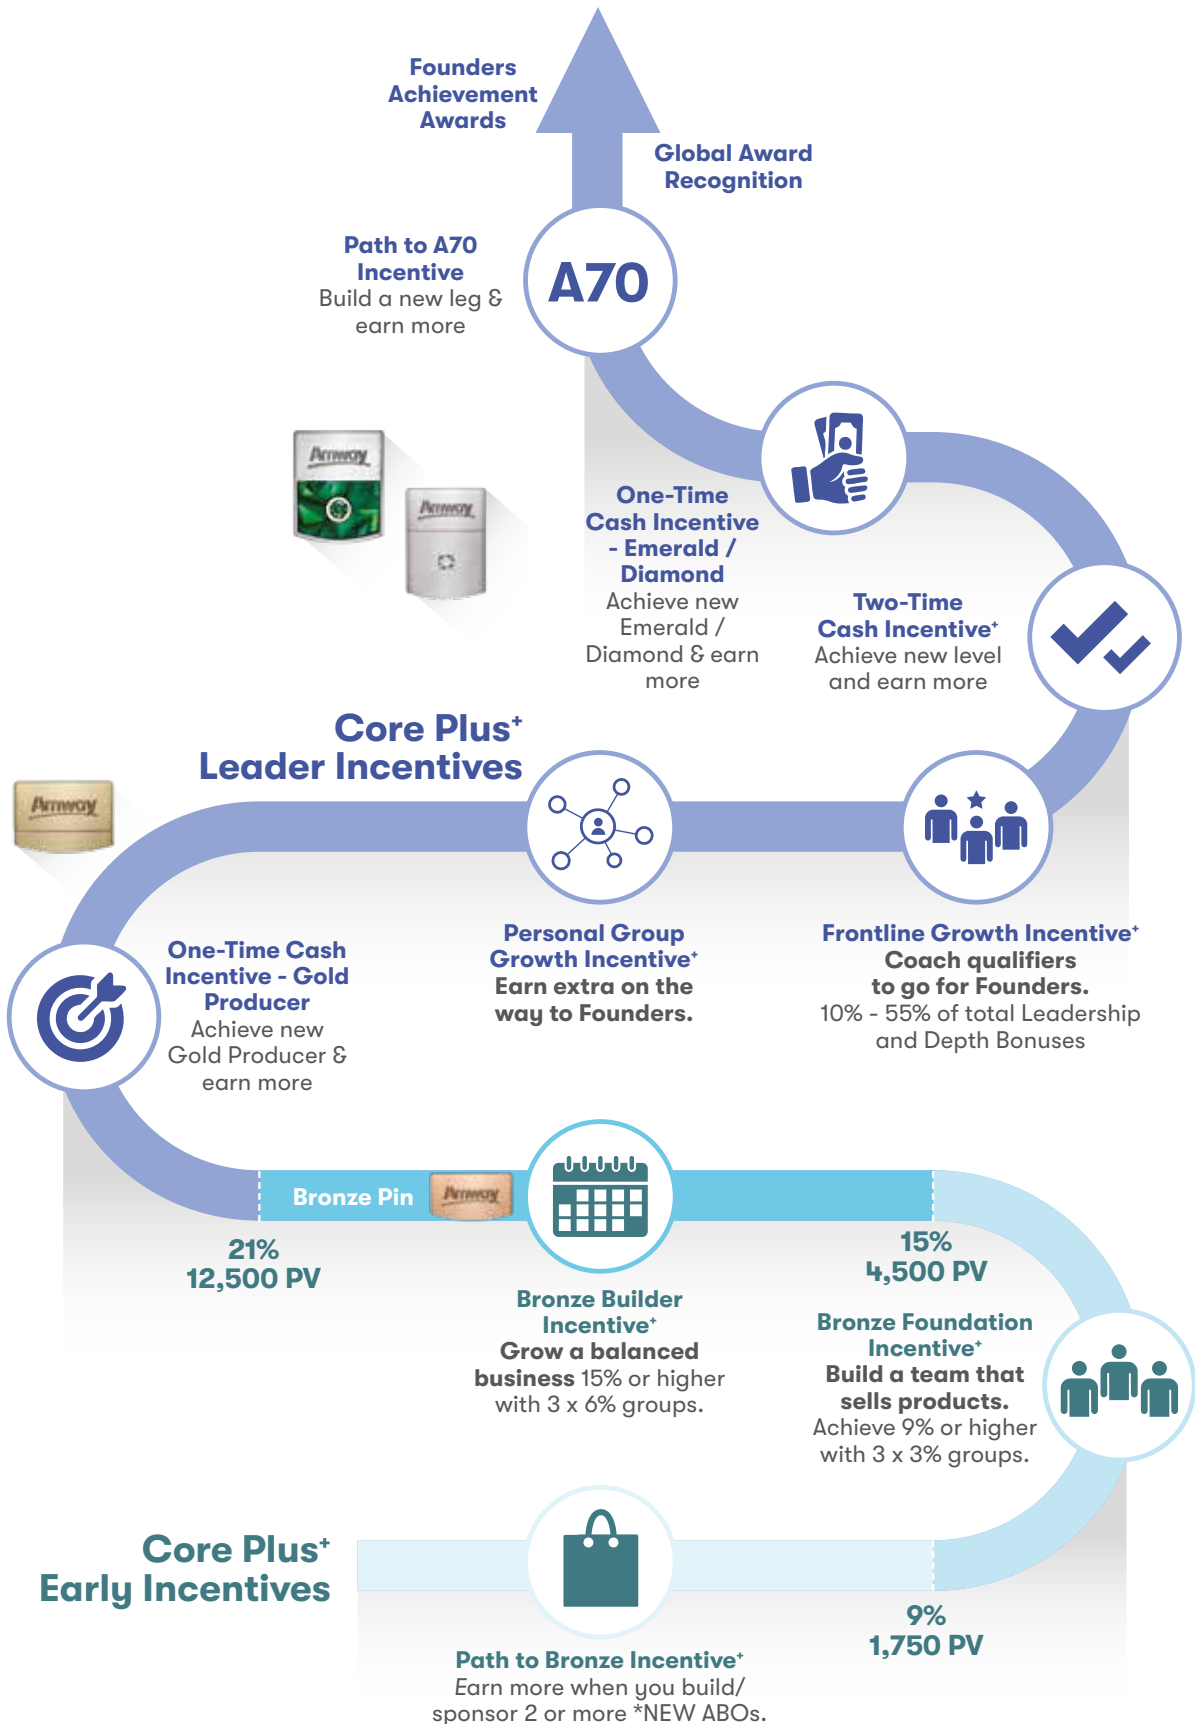 Founders
Achievement
Awards
Global Award
Recognition
Path to A70
Incentive
Build a new leg &
earn more
A70
Amway
Amway
One-Time
Cash Incentive
- Emerald /
Diamond
Achieve new
Emerald /
Diamond & earn
more
Two-Time
Cash Incentive+
Achieve new level
and earn more
Core Plus+
Leader Incentives
Amway
One-Time Cash
Incentive - Gold
Producer
Achieve new
Gold Producer &
earn more
Personal Group
Growth Incentive+
Earn extra on the
way to Founders.
Frontline Growth Incentive+
Coach qualifiers
to go for Founders.
10% - 55% of total Leadership
and Depth Bonuses
Bronze Pin
Amway
21%
12,500 PV
15%
4,500 PV
Bronze Builder
Incentive+
Grow a balanced
business 15% or higher
with 3 x 6% groups.
Bronze Foundation
Incentive+
Build a team that
sells products.
Achieve 9% or higher
with 3 x 3% groups.
Core Plus+
Early Incentives
9%
1,750 PV
Path to Bronze Incentive+
Earn more when you build/
sponsor 2 or more *NEW ABOs.